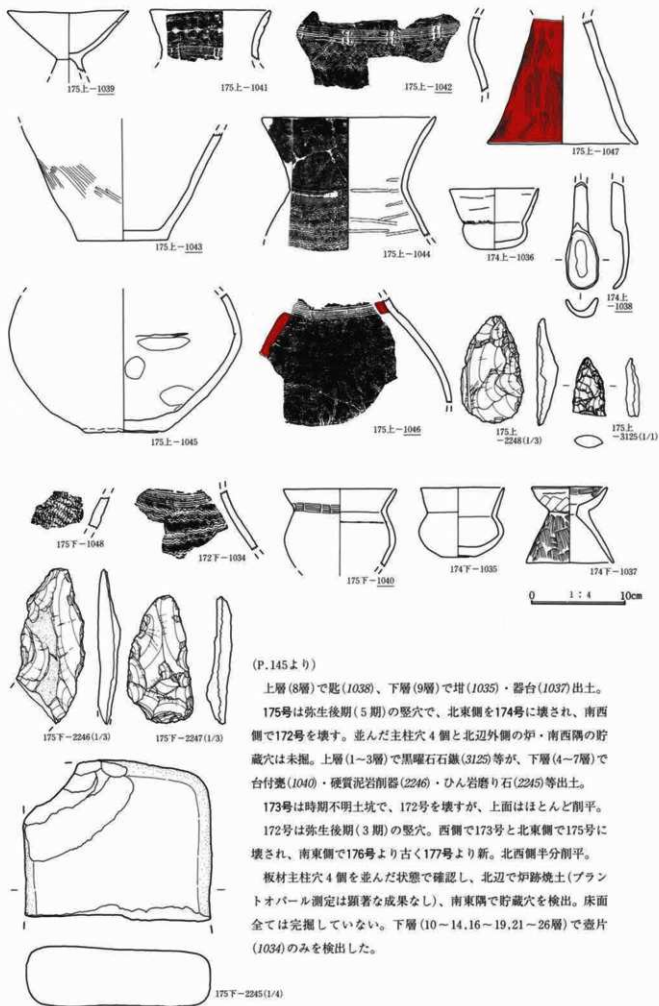 175上−1039
175上−1041
175上−1042
175上−1047
175上−1043
175上−1044
174上−1036
174上
−1038
175上−1045
175上−1046
175上
−2248(1/3)
175上
−3125(1/1)
175下−1048
172下−1034
175下−1040
174下−1035
174下−1037
0 1:4 10cm
175下−2246(1/3)
175下−2247(1/3)
(P.145より)
上層(8層)で匙(1038)、下層(9層)で坩(1035)・器台(1037)出土。
175号は弥生後期(5期)の竪穴で、北東側を174号に壊され、南西
側で172号を壊す。並んだ主柱穴4個と北辺外側の炉・南西隅の貯
蔵穴は未掘。上層(1~3層)で黒曜石石鏃(3125)等が、下層(4~7層)で
台付甕(1040)・硬質泥岩削器(2246)・ひん岩磨り石(2245)等出土。
173号は時期不明土坑で、172号を壊すが、上面はほとんど削平。
172号は弥生後期(3期)の竪穴。西側で173号と北東側で175号に
壊され、南東側で176号より古く177号より新。北西側半分削平。
板材主柱穴4個を並んだ状態で確認し、北辺で炉跡焼土(プラン
トオパール測定は顕著な成果なし)、南東隅で貯蔵穴を検出。床面
全ては完掘していない。下層(10~14,16~19,21~26層)で壺片
(1034)のみを検出した。
175下−2245(1/4)